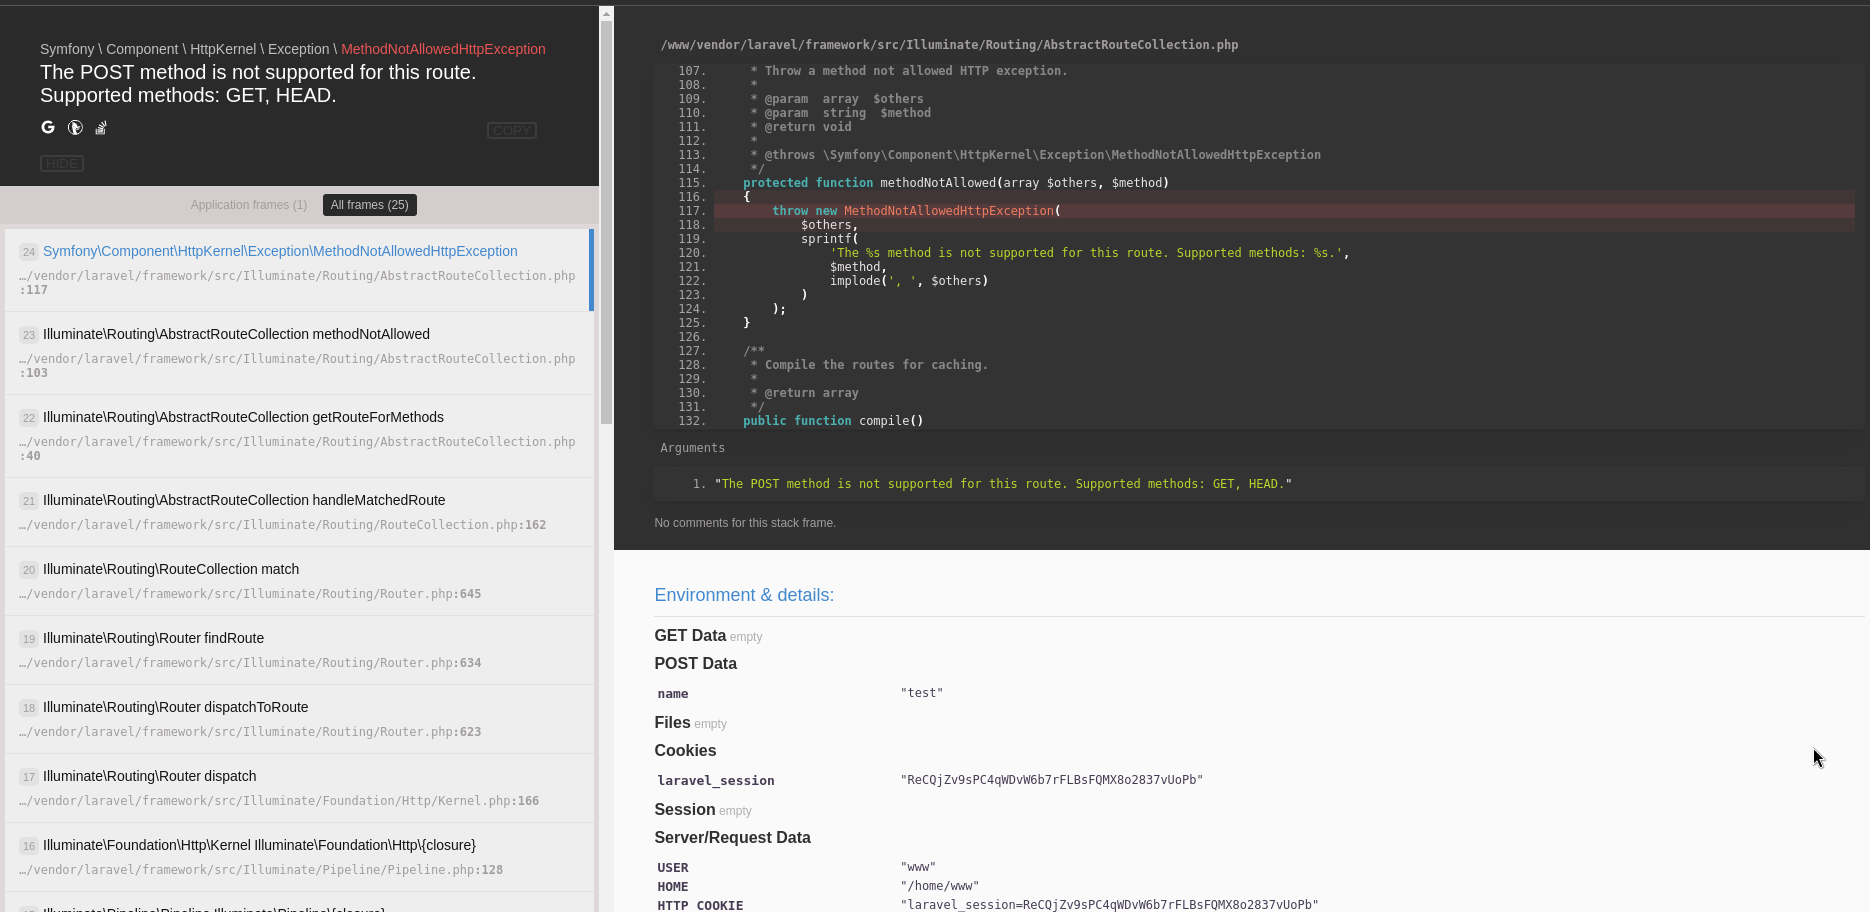 Symfony \ Component \ HttpKernel \ Exception \ MethodNotAllowedHttpException
The POST method is not supported for this route.
Supported methods: GET, HEAD.
COPY
HIDE
Application frames (1) All frames (25)
24 Symfony\Component\HttpKernel\Exception\MethodNotAllowedHttpException
…/vendor/laravel/framework/src/Illuminate/Routing/AbstractRouteCollection.php
:117
23 Illuminate\Routing\AbstractRouteCollection methodNotAllowed
…/vendor/laravel/framework/src/Illuminate/Routing/AbstractRouteCollection.php
:103
22 Illuminate\Routing\AbstractRouteCollection getRouteForMethods
…/vendor/laravel/framework/src/Illuminate/Routing/AbstractRouteCollection.php
:40
21 Illuminate\Routing\AbstractRouteCollection handleMatchedRoute
…/vendor/laravel/framework/src/Illuminate/Routing/RouteCollection.php:162
20 Illuminate\Routing\RouteCollection match
…/vendor/laravel/framework/src/Illuminate/Routing/Router.php:645
19 Illuminate\Routing\Router findRoute
…/vendor/laravel/framework/src/Illuminate/Routing/Router.php:634
18 Illuminate\Routing\Router dispatchToRoute
…/vendor/laravel/framework/src/Illuminate/Routing/Router.php:623
17 Illuminate\Routing\Router dispatch
…/vendor/laravel/framework/src/Illuminate/Foundation/Http/Kernel.php:166
16 Illuminate\Foundation\Http\Kernel Illuminate\Foundation\Http\{closure}
…/vendor/laravel/framework/src/Illuminate/Pipeline/Pipeline.php:128
15 Illuminate\Pipeline\Pipeline Illuminate\Pipeline\{closure}
/www/vendor/laravel/framework/src/Illuminate/Routing/AbstractRouteCollection.php
107. * Throw a method not allowed HTTP exception.
108. *
109. * @param  array  $others
110. * @param  string  $method
111. * @return void
112. *
113. * @throws \Symfony\Component\HttpKernel\Exception\MethodNotAllowedHttpException
114. */
115. protected function methodNotAllowed(array $others, $method)
116. {
117. throw new MethodNotAllowedHttpException(
118. $others,
119. sprintf(
120. 'The %s method is not supported for this route. Supported methods: %s.',
121. $method,
122. implode(', ', $others)
123. )
124. );
125. }
126.
127. /**
128. * Compile the routes for caching.
129. *
130. * @return array
131. */
132. public function compile()
Arguments
1. "The POST method is not supported for this route. Supported methods: GET, HEAD."
No comments for this stack frame.
Environment & details:
GET Data empty
POST Data
name "test"
Files empty
Cookies
laravel_session "ReCQjZv9sPC4qWDvW6b7rFLBsFQMX8o2837vUoPb"
Session empty
Server/Request Data
USER "www"
HOME "/home/www"
HTTP_COOKIE "laravel_session=ReCQjZv9sPC4qWDvW6b7rFLBsFQMX8o2837vUoPb"